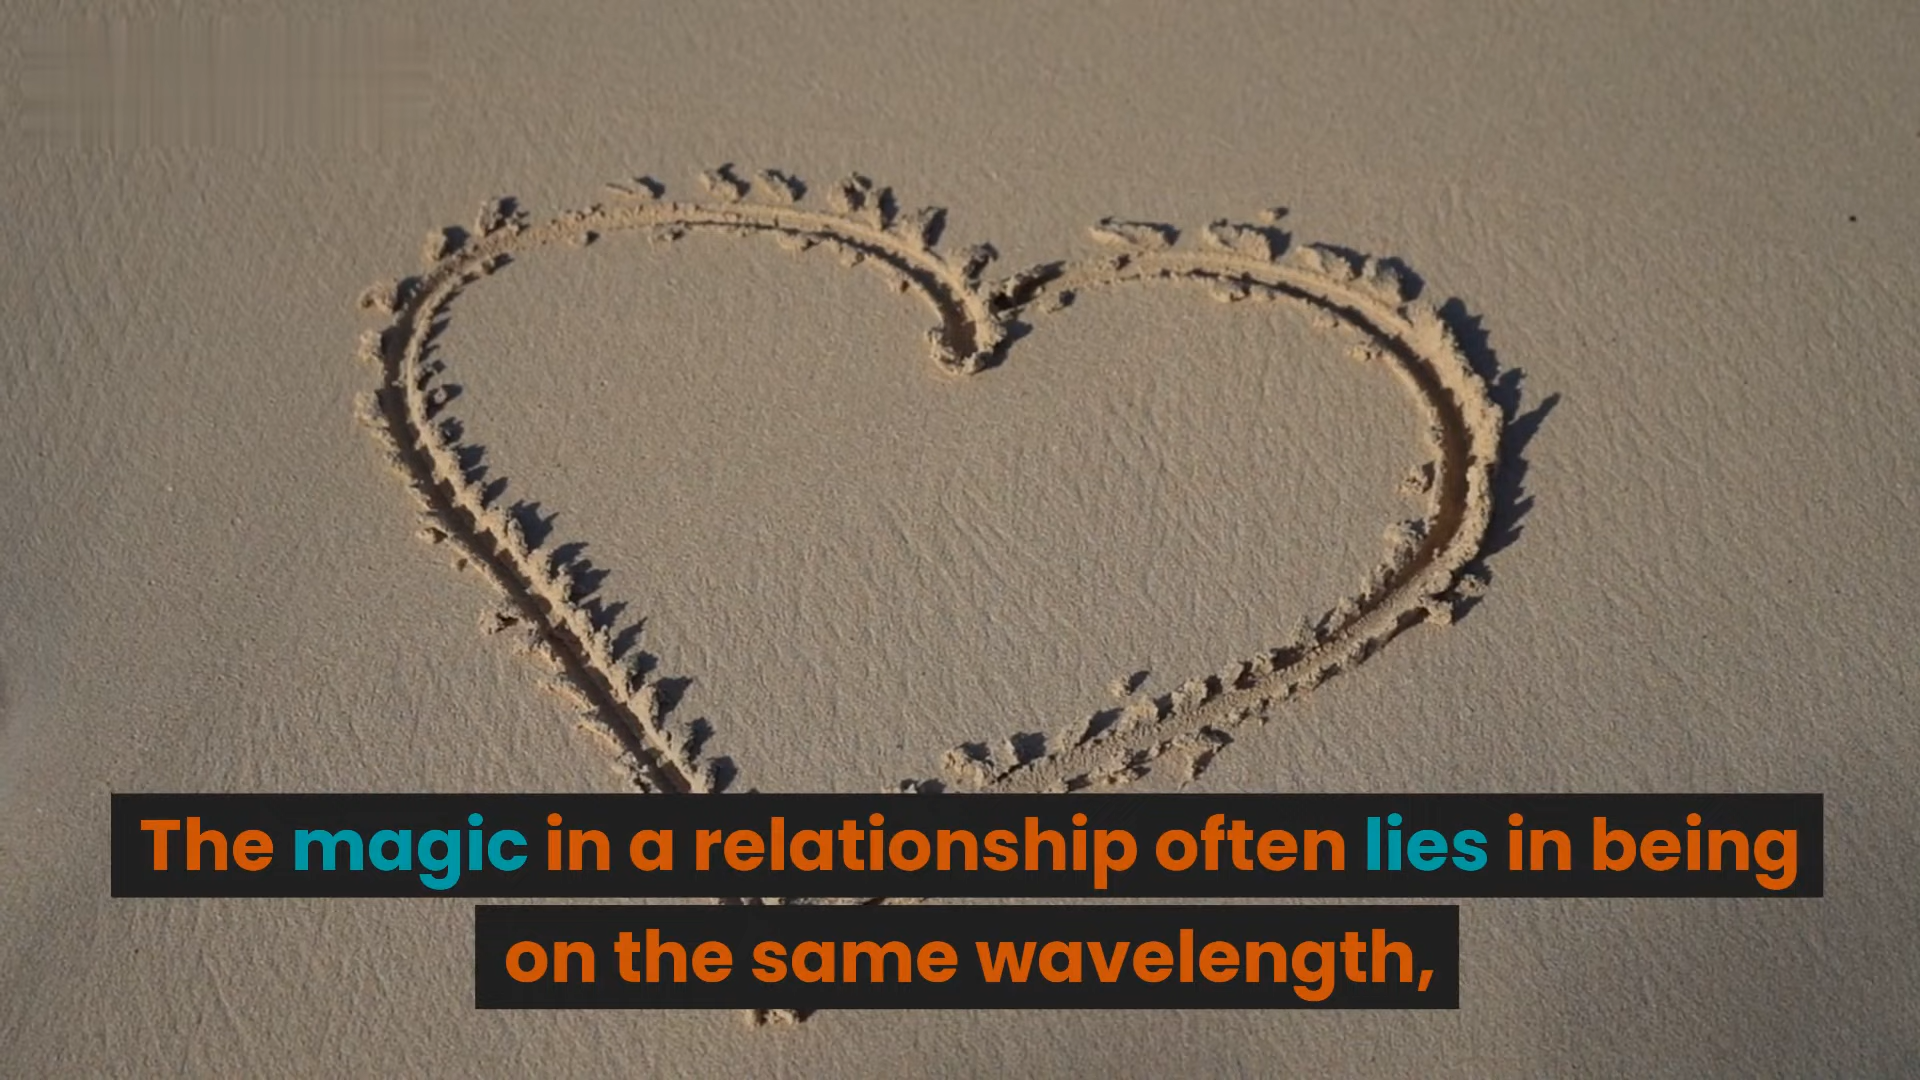 The magic in a relationship often lies in being
on the same wavelength,